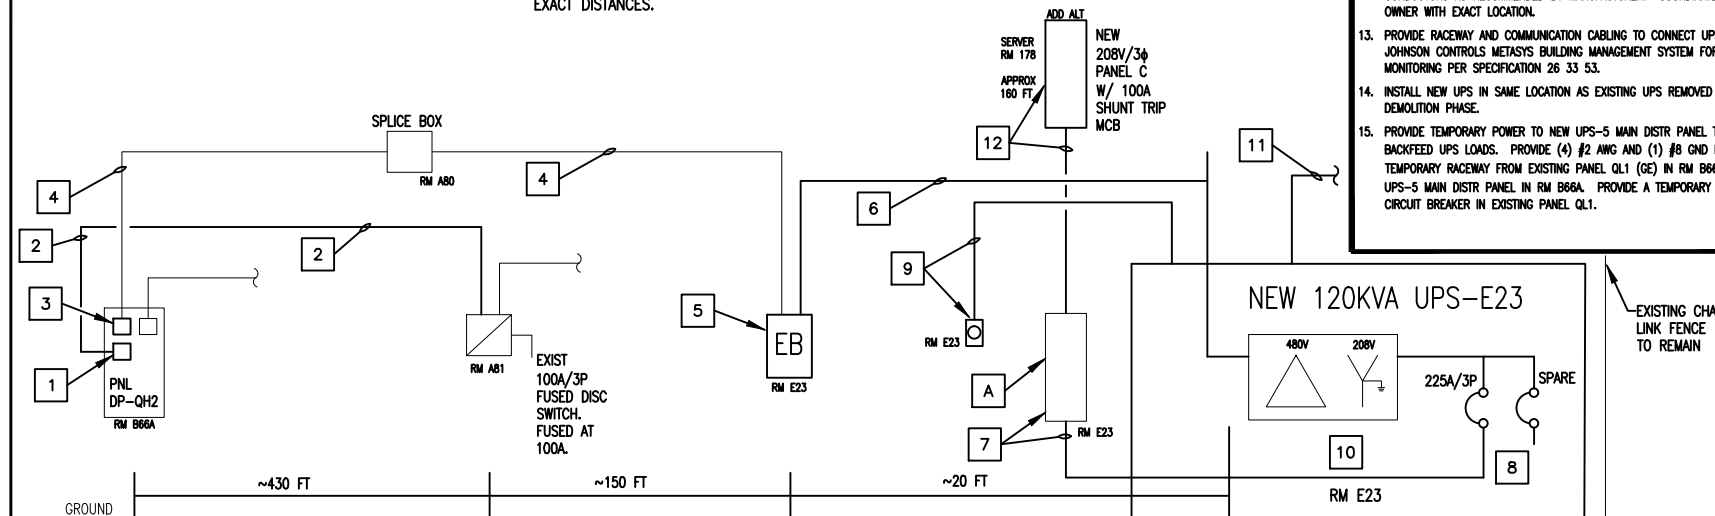 EXACT DISTANCES.
OWNER WITH EXACT LOCATION.
13. PROVIDE RACEWAY AND COMMUNICATION CABLING TO CONNECT UP
JOHNSON CONTROLS METASYS BUILDING MANAGEMENT SYSTEM FOR
MONITORING PER SPECIFICATION 26 33 53.
14. INSTALL NEW UPS IN SAME LOCATION AS EXISTING UPS REMOVED
DEMOLITION PHASE.
15. PROVIDE TEMPORARY POWER TO NEW UPS-5 MAIN DISTR PANEL T
BACKFEED UPS LOADS. PROVIDE (4) #2 AWG AND (1) #8 GND
TEMPORARY RACEWAY FROM EXISTING PANEL QL1 (GE) IN RM B66
UPS-5 MAIN DISTR PANEL IN RM B66A. PROVIDE A TEMPORARY
CIRCUIT BREAKER IN EXISTING PANEL QL1.
ADD ALT
SERVER
RM 178
APPROX
160 FT
NEW
208V/3ϕ
PANEL C
W/ 100A
SHUNT TRIP
MCB
12
11
SPLICE BOX
RM A80
4
4
2
2
6
9
3
1
PNL
DP-QH2
RM B66A
RM A81
EXIST
100A/3P
FUSED DISC
SWITCH.
FUSED AT
100A.
5
EB
RM E23
RM E23
A
7
RM E23
NEW 120KVA UPS-E23
480V
208V
225A/3P
SPARE
10
8
RM E23
EXISTING CHA
LINK FENCE
TO REMAIN
~430 FT
~150 FT
~20 FT
GROUND